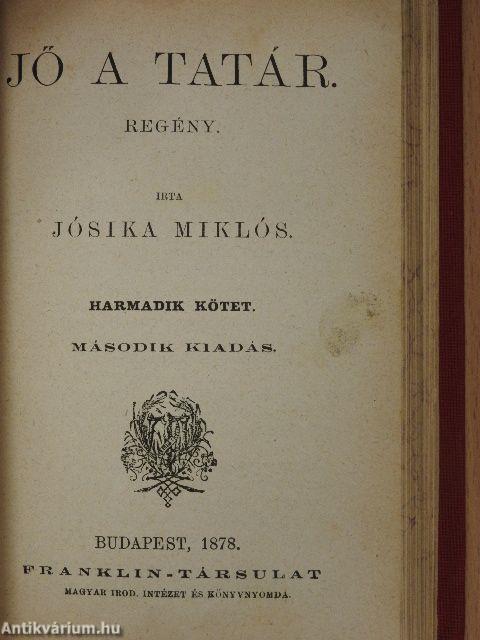 JŐ A TATÁR.
REGÉNY.
IRTA
JÓSIKA MIKLÓS.
HARMADIK KÖTET.
MÁSODIK KIADÁS.
BUDAPEST, 1878.
FRANKLIN-TÁRSULAT
MAGYAR IROD. INTÉZET ÉS KÖNYVNYOMDA.
Antikvárium.hu